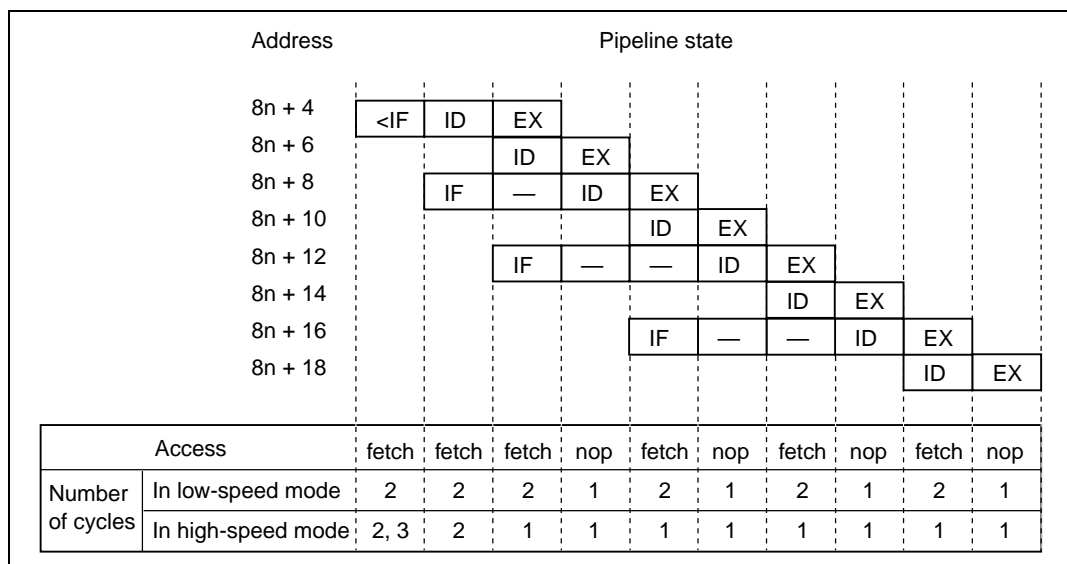 Address Pipeline state
8n + 4 <IF ID EX
8n + 6 ID EX
8n + 8 IF — ID EX
8n + 10 ID EX
8n + 12 IF — — ID EX
8n + 14 ID EX
8n + 16 IF — — ID EX
8n + 18 ID EX
Access fetch fetch fetch nop fetch nop fetch nop fetch nop
Number of cycles
In low-speed mode 2 2 2 1 2 1 2 1 2 1
In high-speed mode 2, 3 2 1 1 1 1 1 1 1 1